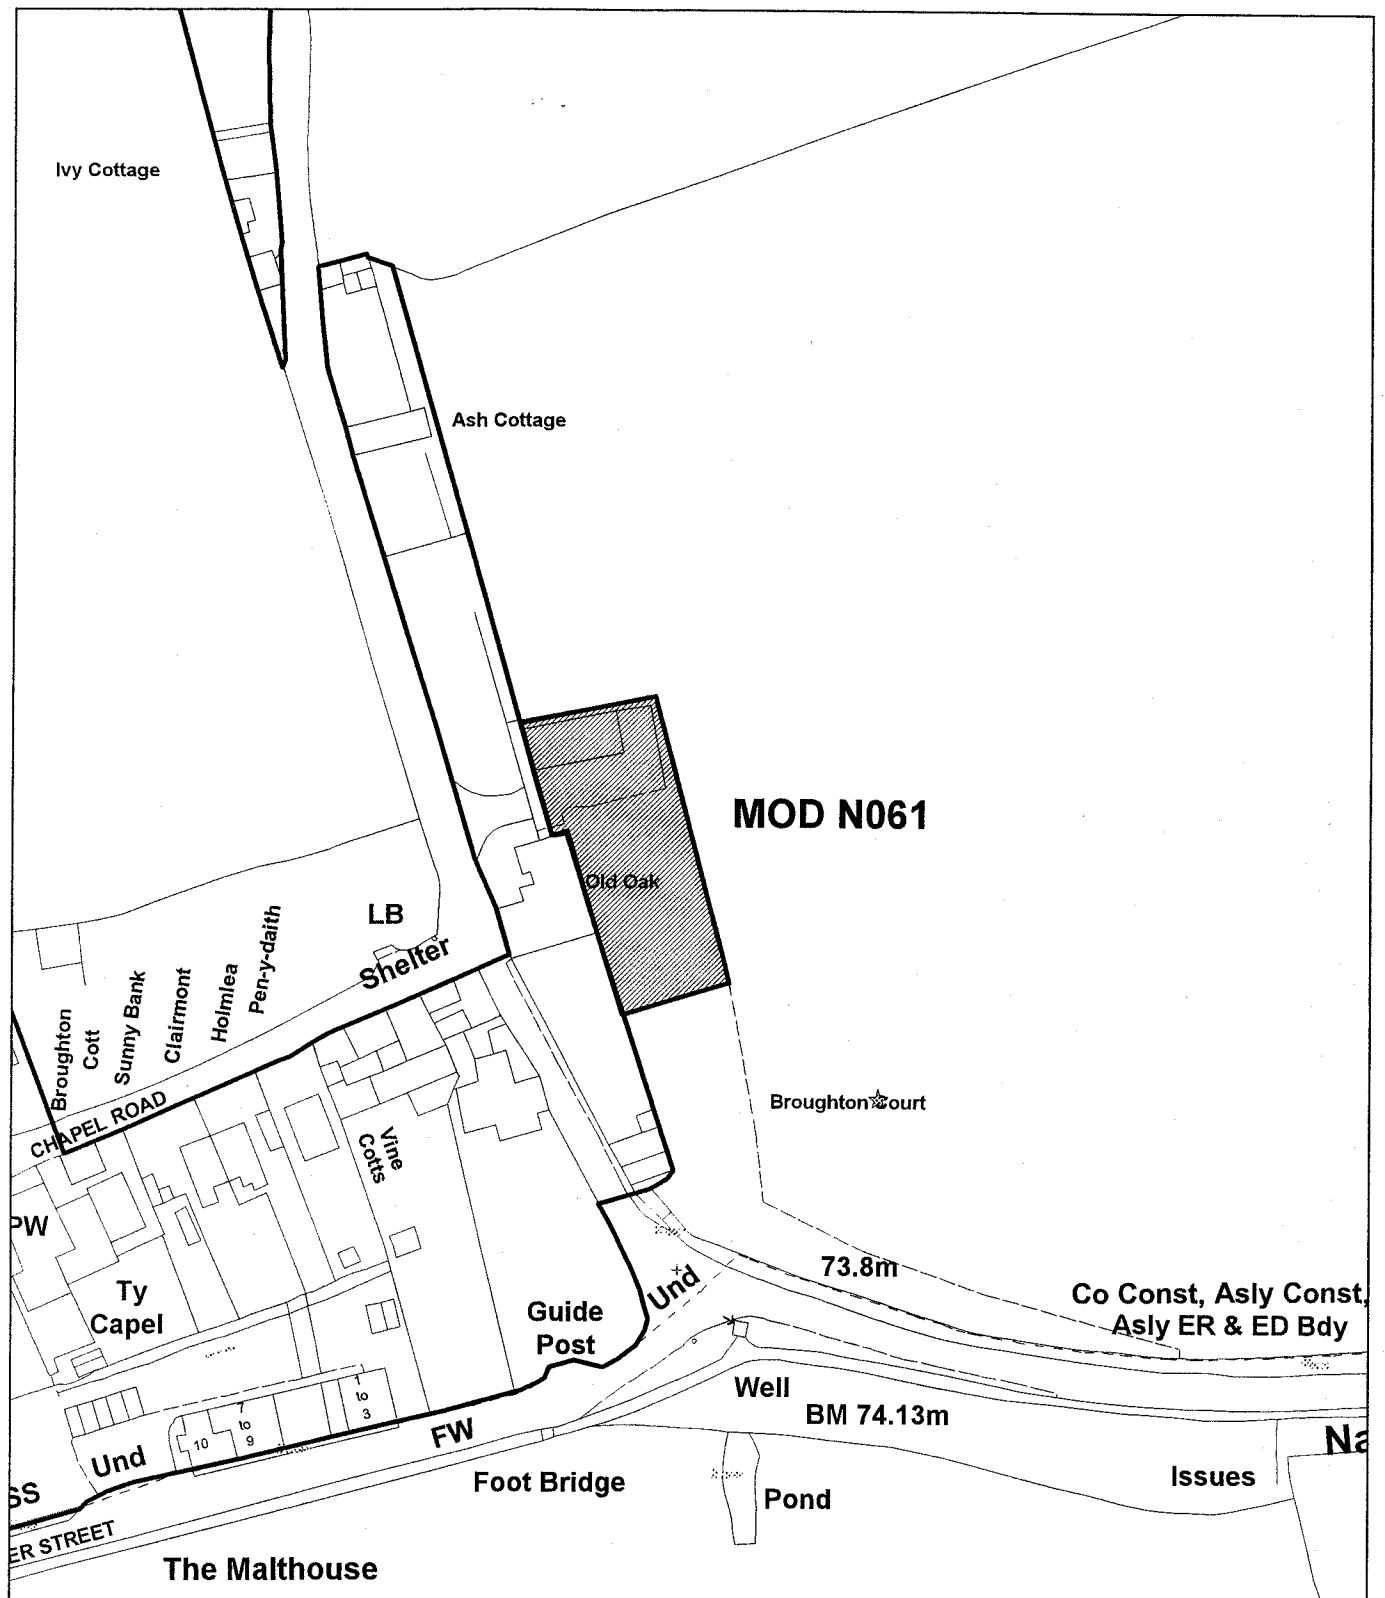 Ivy Cottage
Ash Cottage
MOD N061
Old Oak
LB
Shelter
Pen-y-daith
Holmlea
Clairmont
Sunny Bank
Broughton
Cott
CHAPEL ROAD
Broughton Court
Vine
Cotts
PW
Ty
Capel
Guide
Post
Und
73.8m
Co Const, Asly Const,
Asly ER & ED Bdy
Well
BM 74.13m
1
to
3
7
to
9
10
Und
FW
Na
Foot Bridge
Issues
Pond
SS
ER STREET
The Malthouse